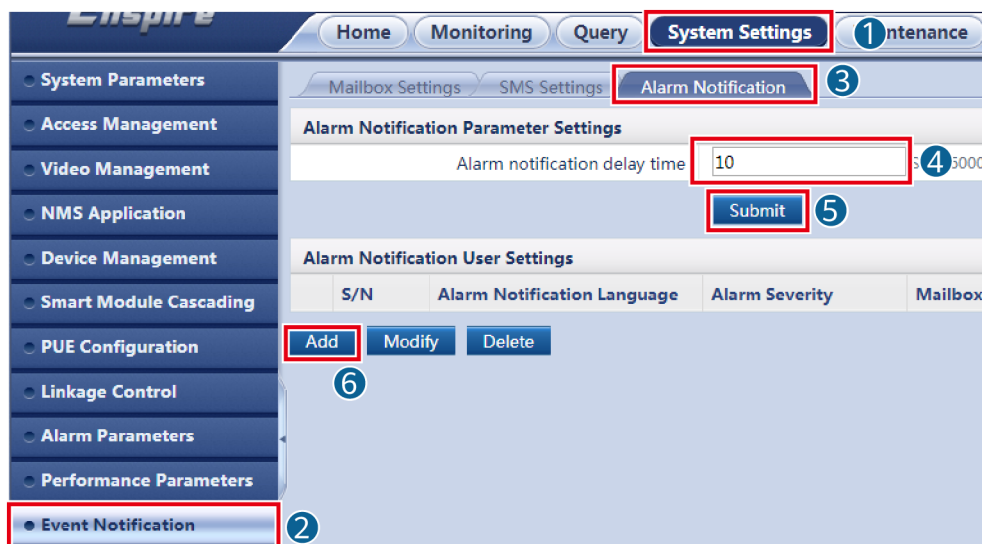 Home Monitoring Query System Settings 1 ntenance
System Parameters
Mailbox Settings SMS Settings Alarm Notification 3
Access Management
Alarm Notification Parameter Settings
Video Management
Alarm notification delay time 10 4 5000
NMS Application
Submit 5
Device Management
Alarm Notification User Settings
Smart Module Cascading
S/N Alarm Notification Language Alarm Severity Mailbox
PUE Configuration
Add Modify Delete
6
Linkage Control
Alarm Parameters
Performance Parameters
Event Notification 2